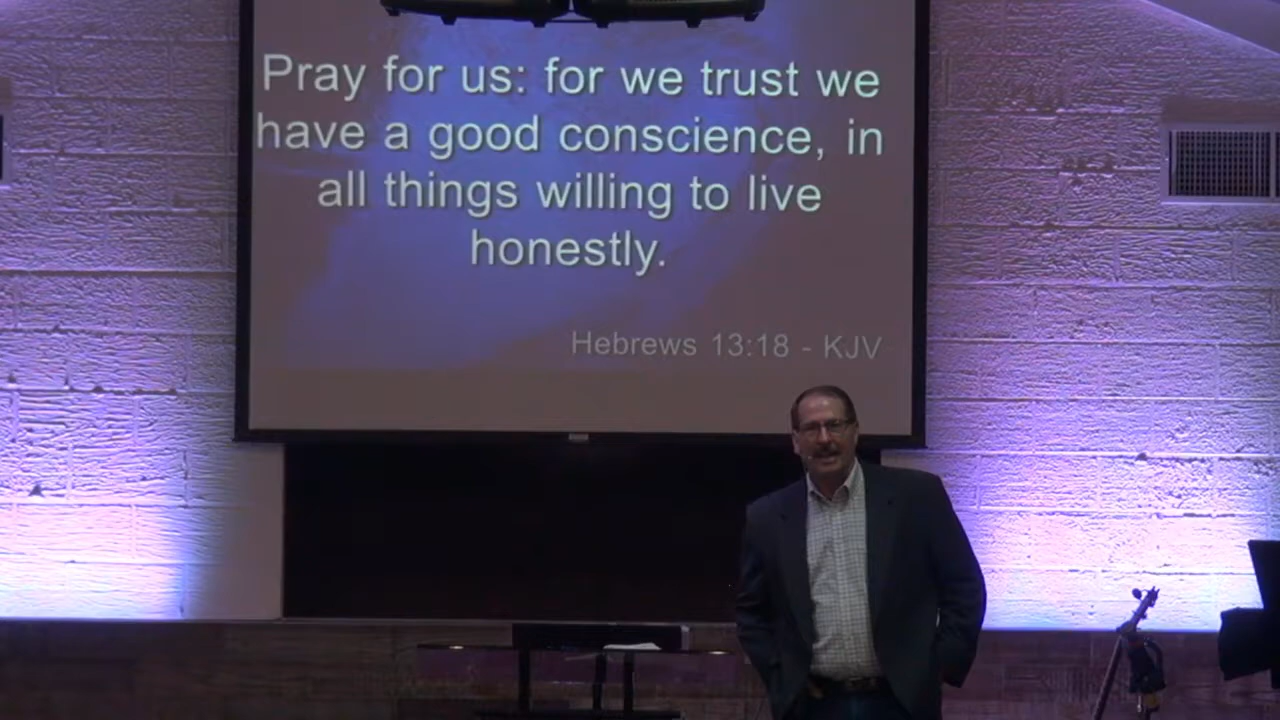 Pray for us: for we trust we
have a good conscience, in
all things willing to live
honestly.
Hebrews 13:18 - KJV